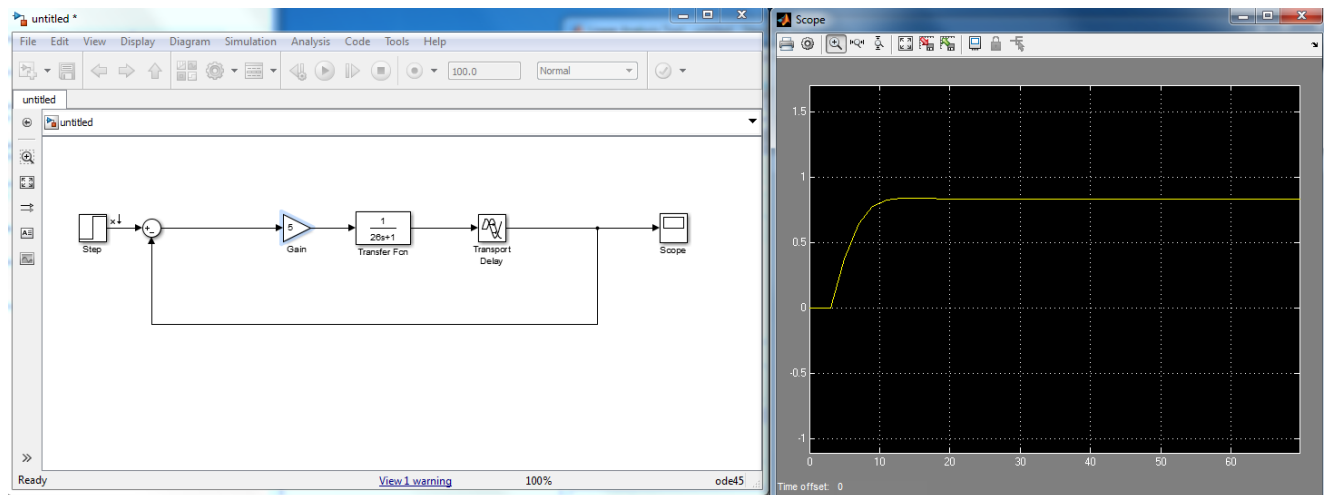 untitled *
File Edit View Display Diagram Simulation Analysis Code Tools Help
100.0 Normal
untitled
untitled
Step
5
Gain
1
26s+1
Transfer Fcn
Transport
Delay
Scope
Ready View 1 warning 100% ode45
Scope
1.5
1
0.5
0
-0.5
-1
0 10 20 30 40 50 60
Time offset: 0